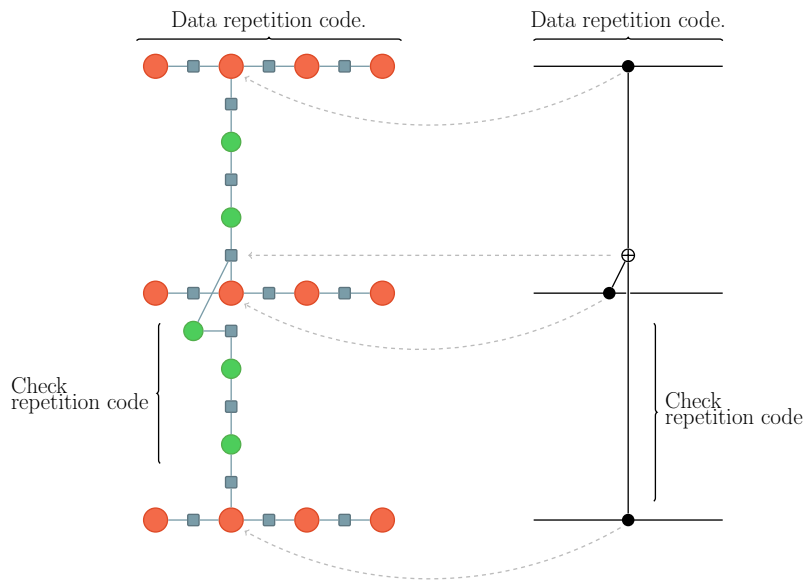 Data repetition code.
Data repetition code.
Check
repetition code
Check
repetition code